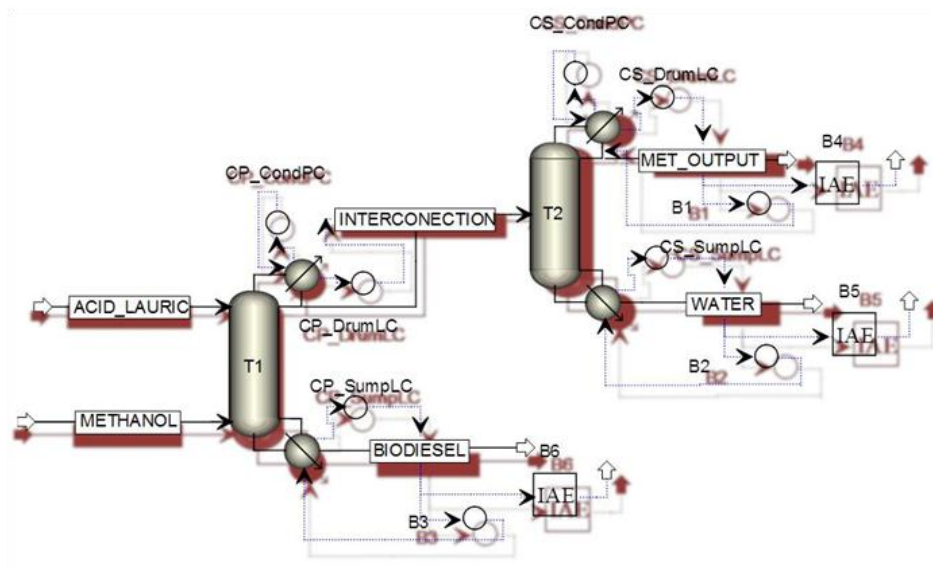 CS_CondPC
CS_DrumLC
B4
MET_OUTPUT
IAE
CP_CondPC
T2
B1
INTERCONECTION
CS_SumpLC
ACID_LAURIC
WATER
B5
IAE
CP_DrumLC
T1
B2
CP_SumpLC
METHANOL
BIODIESEL
B6
IAE
B3